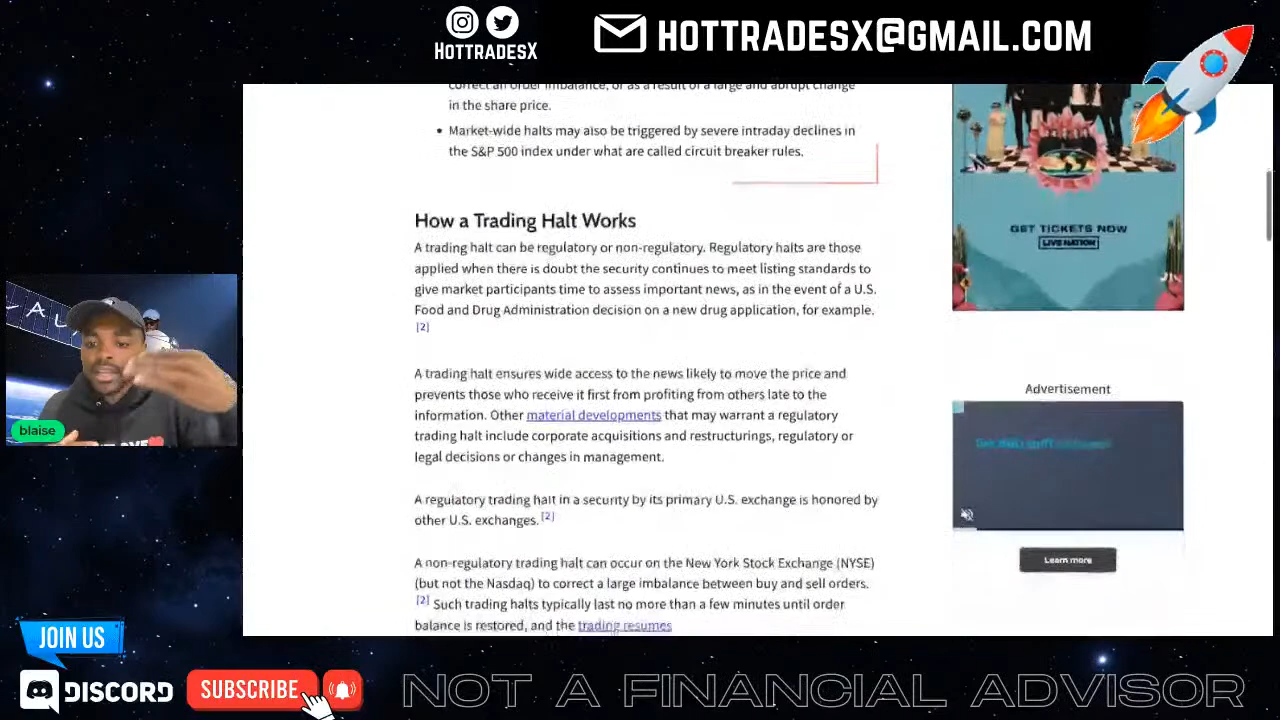 HOTTRADESX
HOTTRADESX@GMAIL.COM
correct an order imbalance, or as a result of a large and abrupt change
in the share price.
• Market-wide halts may also be triggered by severe intraday declines in
the S&P 500 index under what are called circuit breaker rules.
How a Trading Halt Works
A trading halt can be regulatory or non-regulatory. Regulatory halts are those
applied when there is doubt the security continues to meet listing standards to
give market participants time to assess important news, as in the event of a U.S.
Food and Drug Administration decision on a new drug application, for example.
[2]
A trading halt ensures wide access to the news likely to move the price and
prevents those who receive it first from profiting from others late to the
information. Other material developments that may warrant a regulatory
trading halt include corporate acquisitions and restructurings, regulatory or
legal decisions or changes in management.
A regulatory trading halt in a security by its primary U.S. exchange is honored by
other U.S. exchanges. [2]
A non-regulatory trading halt can occur on the New York Stock Exchange (NYSE)
(but not the Nasdaq) to correct a large imbalance between buy and sell orders.
[2] Such trading halts typically last no more than a few minutes until order
balance is restored, and the trading resumes
GET TICKETS NOW
LIVE NATION
Advertisement
Learn more
blaise
JOIN US
DISCORD
SUBSCRIBE
NOT A FINANCIAL ADVISOR